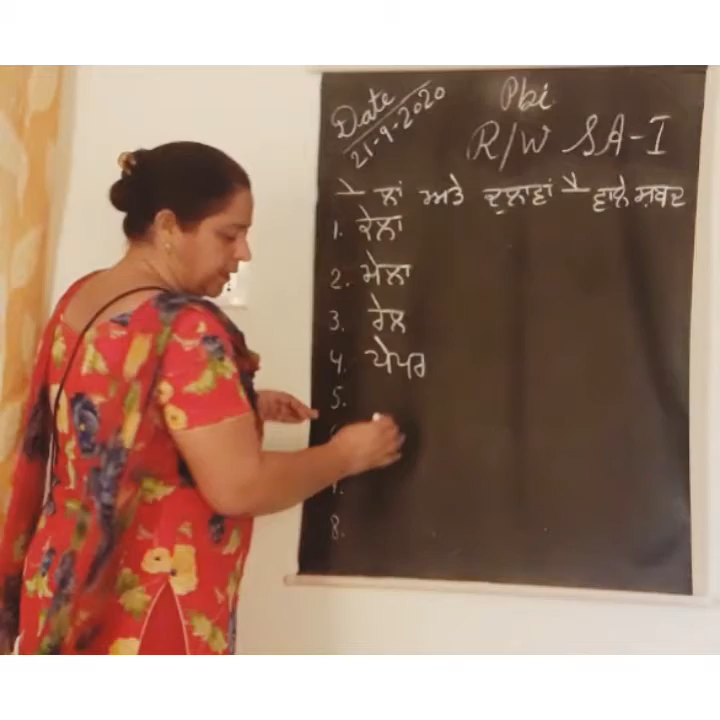 Date
21-9-2020
Pbi
R/W SA-I
ੇ ਲਾਂ ਅਤੇ ਦੁਲਾਵਾਂ ੈ ਵਾਲੇ ਸ਼ਬਦ
1. ਕੇਲਾ
2. ਮੇਲਾ
3. ਰੇਲ
4. ਪੇਪਰ
5.
8.